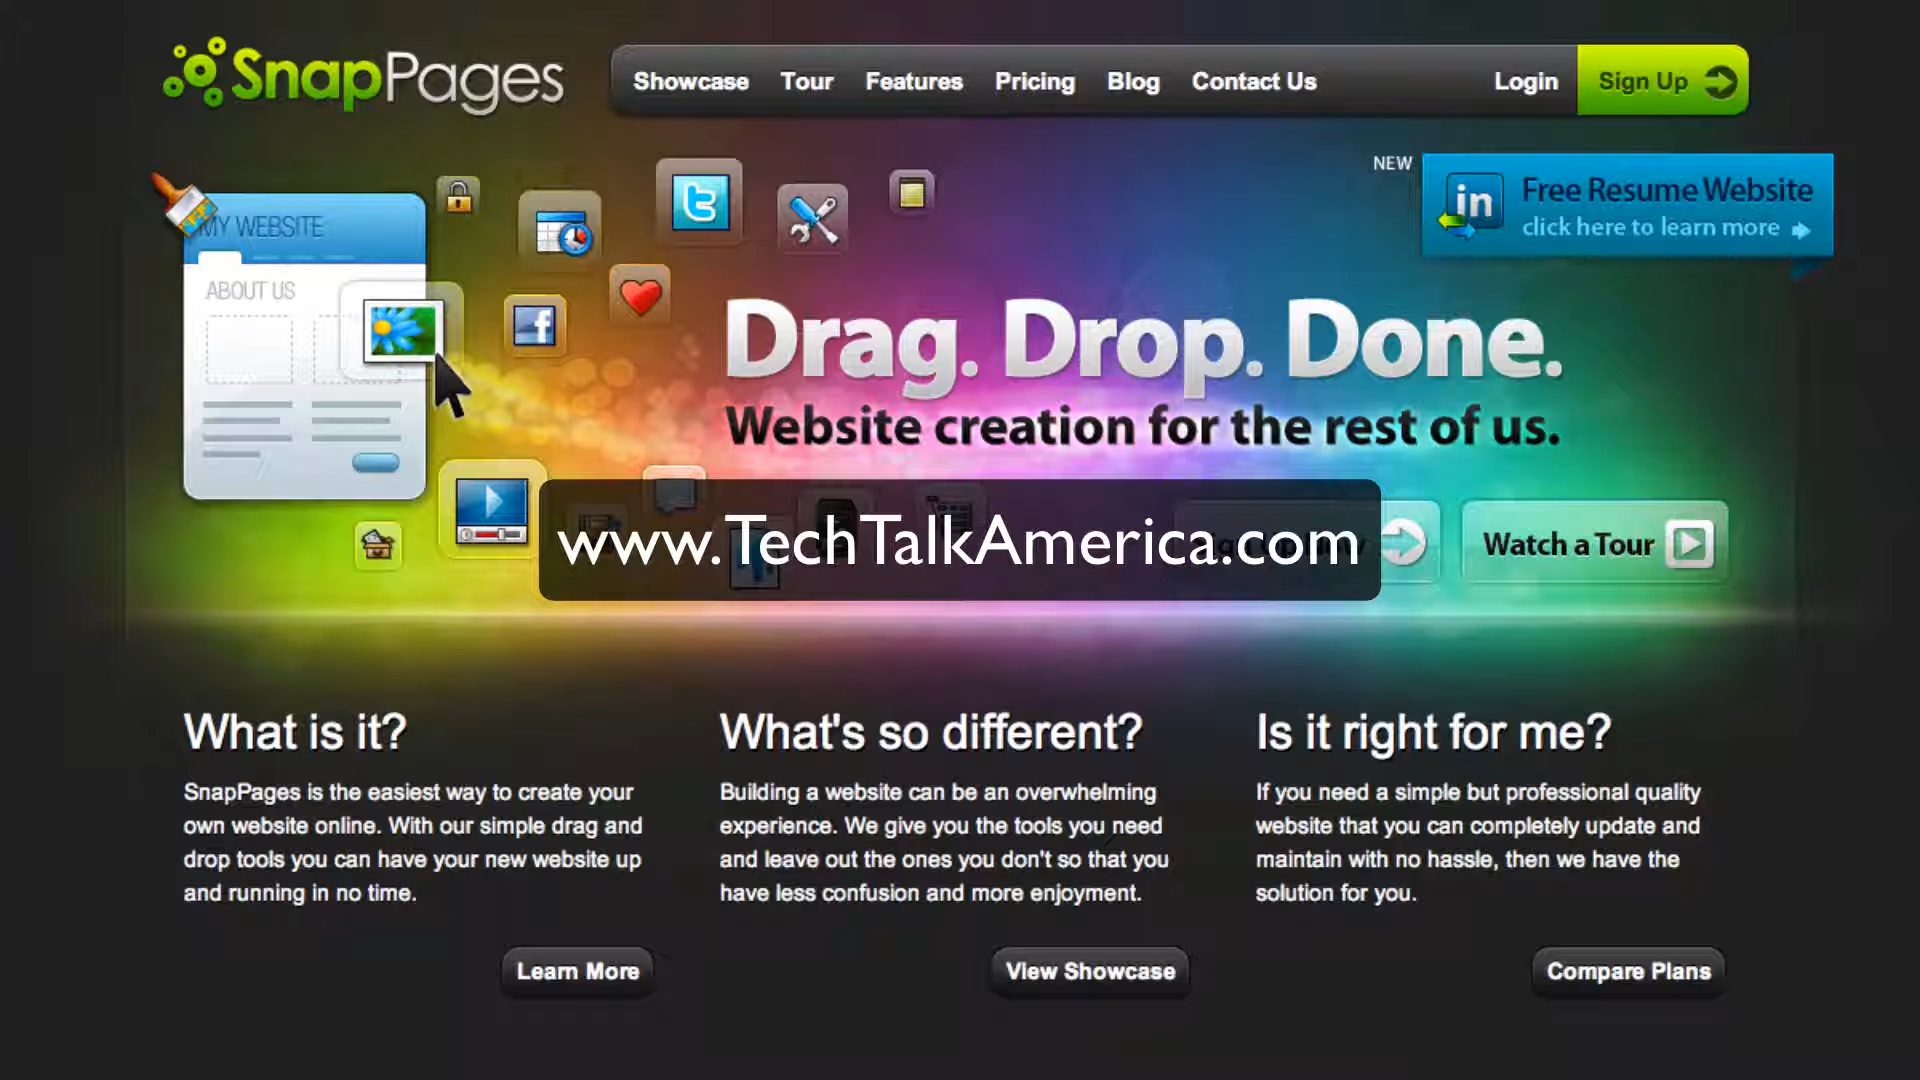 SnapPages
Showcase Tour Features Pricing Blog Contact Us Login Sign Up
NEW
in Free Resume Website
click here to learn more
MY WEBSITE
ABOUT US
Drag. Drop. Done.
Website creation for the rest of us.
www.TechTalkAmerica.com
Watch a Tour
What is it?
SnapPages is the easiest way to create your
own website online. With our simple drag and
drop tools you can have your new website up
and running in no time.
Learn More
What's so different?
Building a website can be an overwhelming
experience. We give you the tools you need
and leave out the ones you don't so that you
have less confusion and more enjoyment.
View Showcase
Is it right for me?
If you need a simple but professional quality
website that you can completely update and
maintain with no hassle, then we have the
solution for you.
Compare Plans